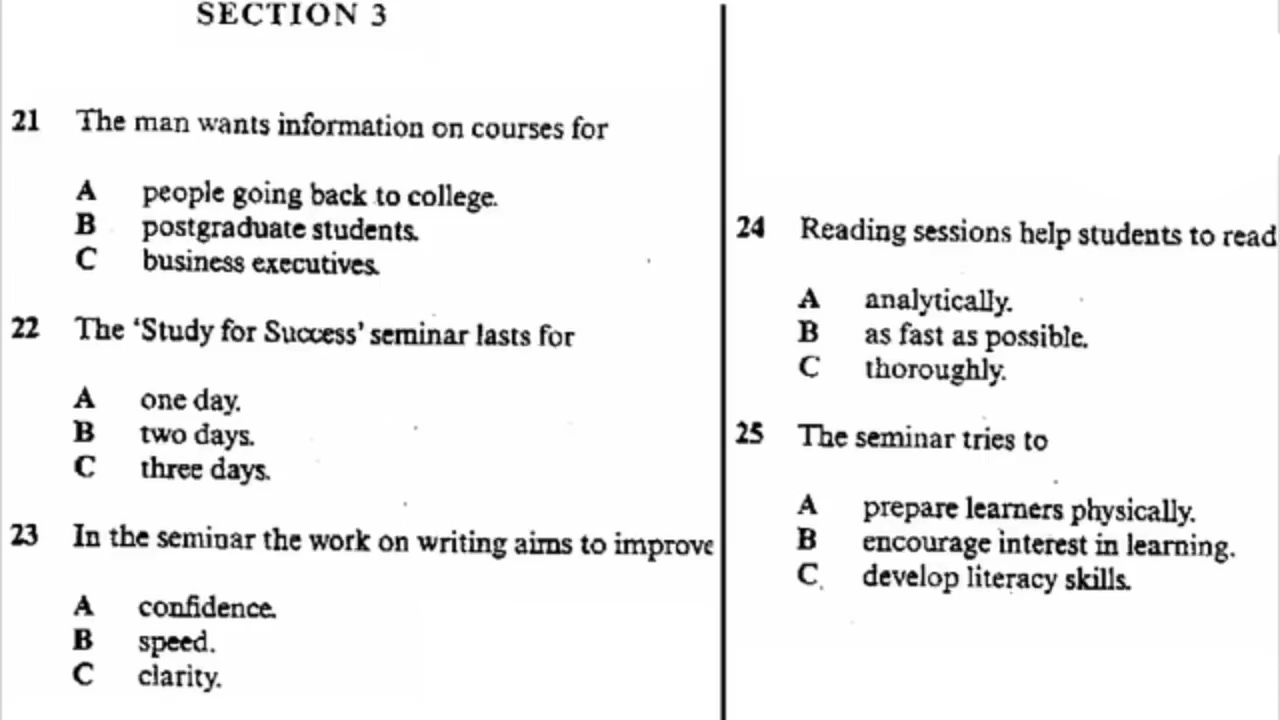 SECTION 3
21 The man wants information on courses for
A people going back to college.
B postgraduate students.
C business executives.
22 The ‘Study for Success’ seminar lasts for
A one day.
B two days.
C three days.
23 In the seminar the work on writing aims to improve
A confidence.
B speed.
C clarity.
24 Reading sessions help students to read
A analytically.
B as fast as possible.
C thoroughly.
25 The seminar tries to
A prepare learners physically.
B encourage interest in learning.
C. develop literacy skills.